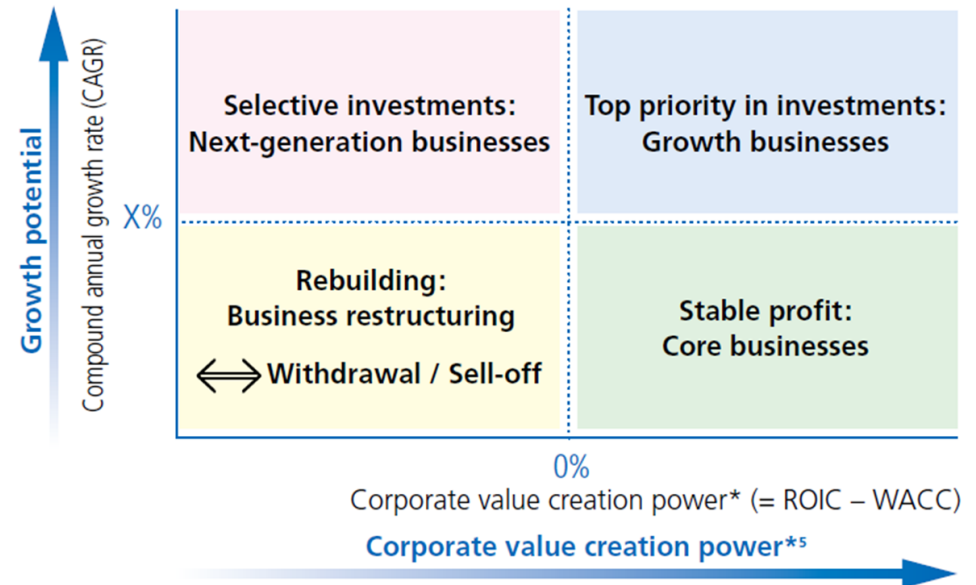 Growth potential
Compound annual growth rate (CAGR)
X%
Selective investments:
Next-generation businesses
Top priority in investments:
Growth businesses
Rebuilding:
Business restructuring
Withdrawal / Sell-off
Stable profit:
Core businesses
0%
Corporate value creation power* (= ROIC – WACC)
Corporate value creation power*⁵